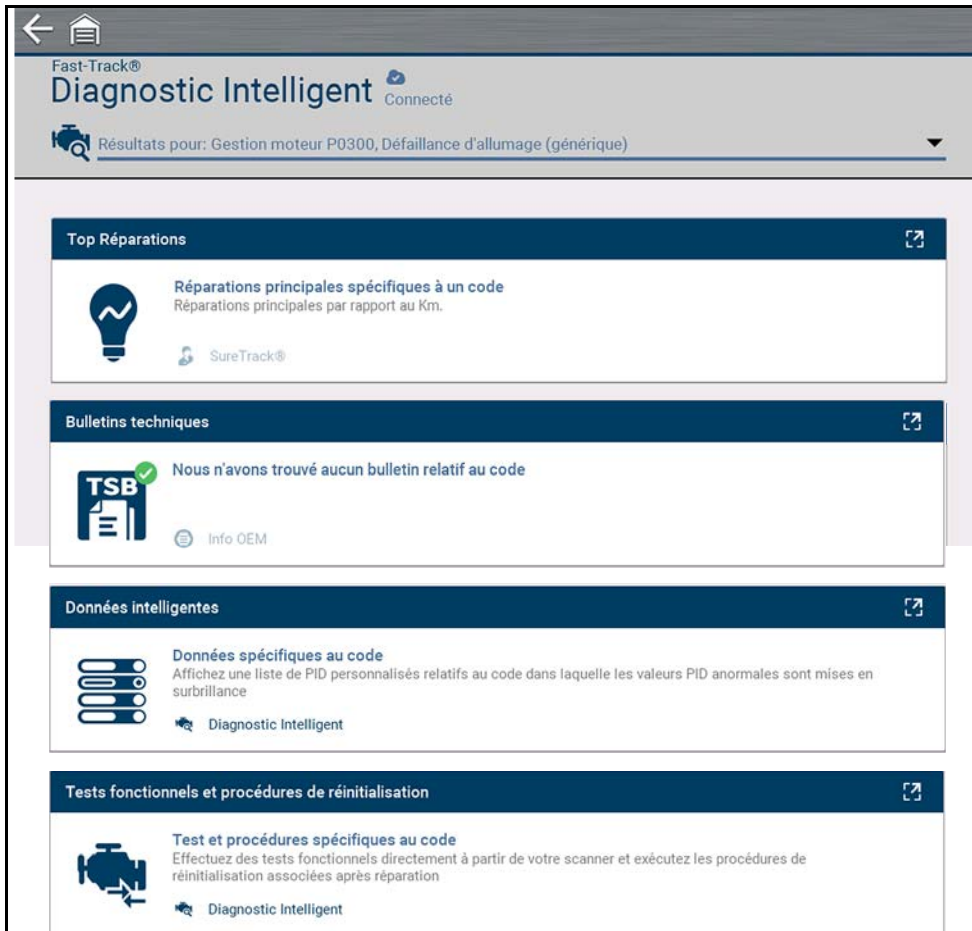 Fast-Track®
Diagnostic Intelligent
Connecté
Résultats pour: Gestion moteur P0300, Défaillance d'allumage (générique)
Top Réparations
Réparations principales spécifiques à un code
Réparations principales par rapport au Km.
SureTrack®
Bulletins techniques
TSB
Nous n'avons trouvé aucun bulletin relatif au code
Info OEM
Données intelligentes
Données spécifiques au code
Affichez une liste de PID personnalisés relatifs au code dans laquelle les valeurs PID anormales sont mises en
surbrillance
Diagnostic Intelligent
Tests fonctionnels et procédures de réinitialisation
Test et procédures spécifiques au code
Effectuez des tests fonctionnels directement à partir de votre scanner et exécutez les procédures de
réinitialisation associées après réparation
Diagnostic Intelligent